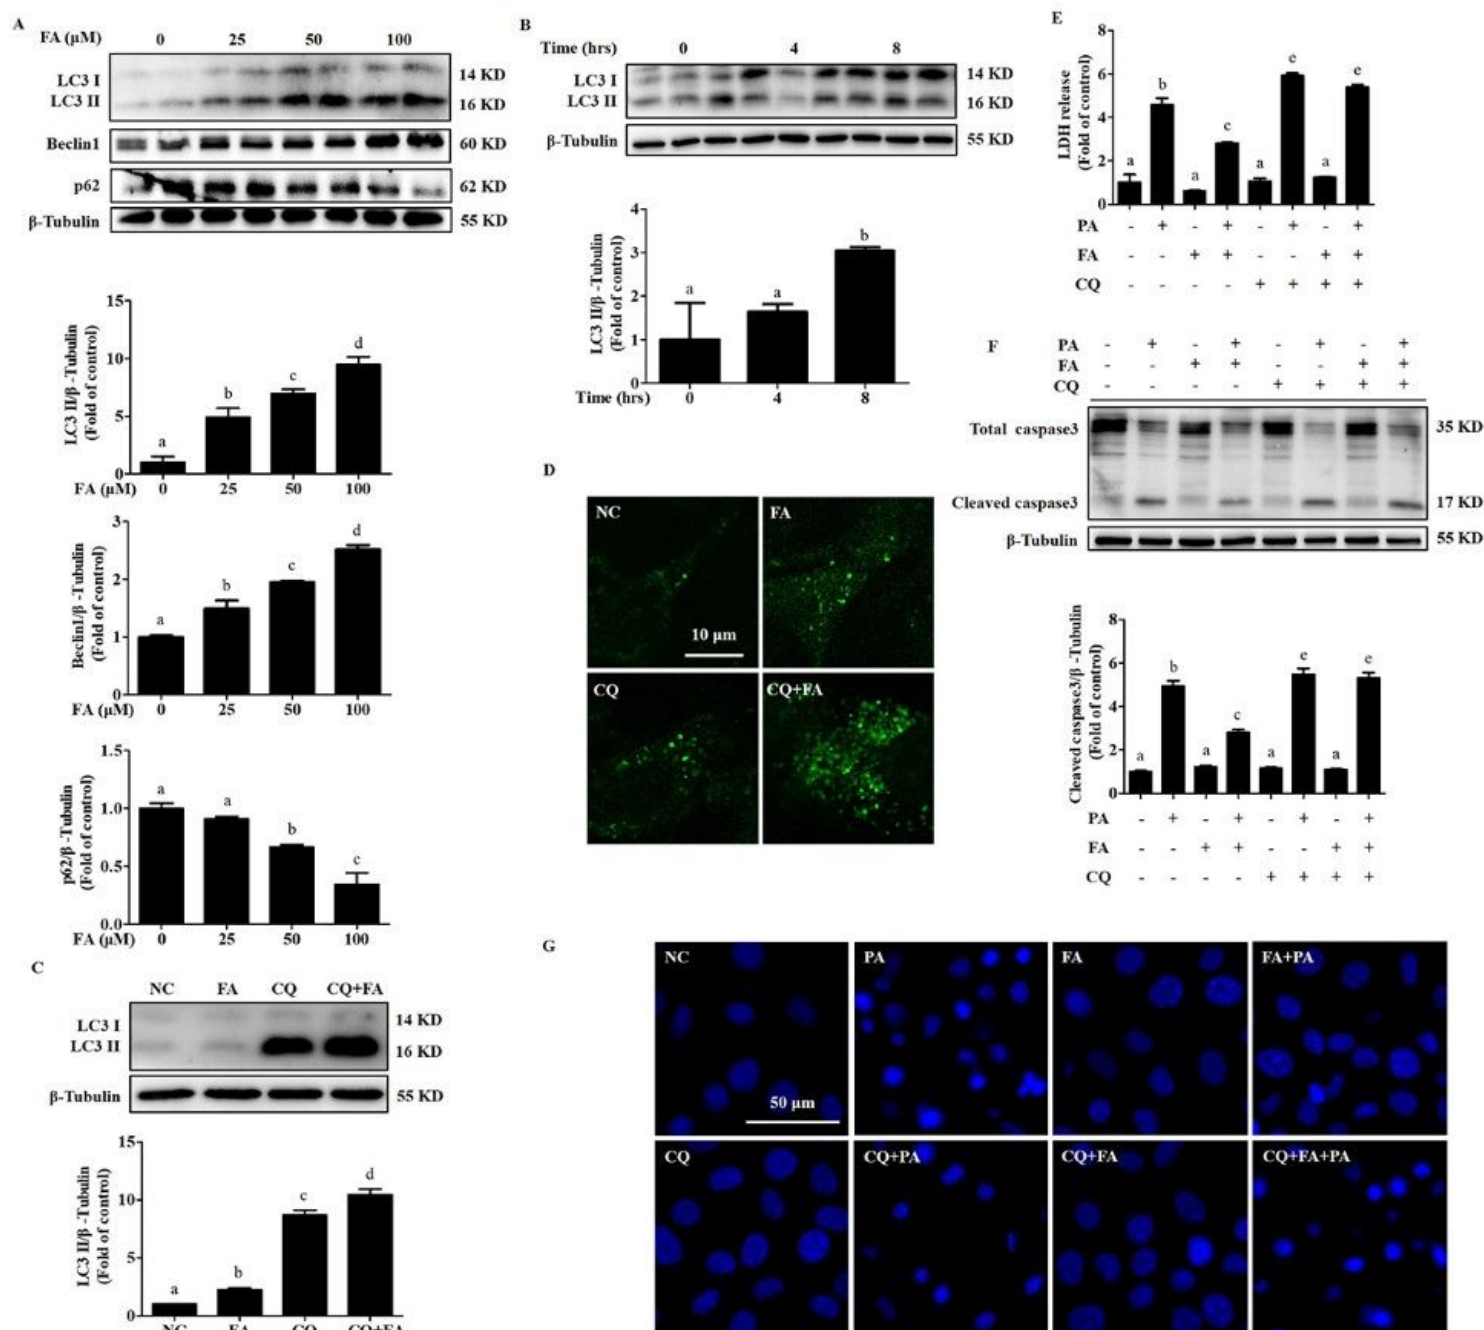 A
FA (μM) 0 25 50 100
LC3 I 14 KD
LC3 II 16 KD
Beclin1 60 KD
p62 62 KD
β-Tubulin 55 KD
LC3 II/β -Tubulin
(Fold of control)
15
10
5
0
a b c d
FA (μM) 0 25 50 100
Beclin1/β -Tubulin
(Fold of control)
3
2
1
0
a b c d
FA (μM) 0 25 50 100
p62/β -Tubulin
(Fold of control)
1.5
1.0
0.5
0.0
a a b c
FA (μM) 0 25 50 100
B
Time (hrs) 0 4 8
LC3 I 14 KD
LC3 II 16 KD
β-Tubulin 55 KD
LC3 II/β -Tubulin
(Fold of control)
4
3
2
1
0
a a b
Time (hrs) 0 4 8
C
NC FA CQ CQ+FA
LC3 I 14 KD
LC3 II 16 KD
β-Tubulin 55 KD
LC3 II/β -Tubulin
(Fold of control)
15
10
5
0
a b c d
NC FA CQ CQ+FA
D
NC FA
10 μm
CQ CQ+FA
E
LDH release
(Fold of control)
8
6
4
2
0
a b a c a e a e
PA - + - + - + - +
FA - - + + - - + +
CQ - - - - + + + +
F
PA - + - + - + - +
FA - - + + - - + +
CQ - - - - + + + +
Total caspase3 35 KD
Cleaved caspase3 17 KD
β-Tubulin 55 KD
Cleaved caspase3/β -Tubulin
(Fold of control)
8
6
4
2
0
a b a c a e a e
PA - + - + - + - +
FA - - + + - - + +
CQ - - - - + + + +
G
NC PA FA FA+PA
50 μm
CQ CQ+PA CQ+FA CQ+FA+PA